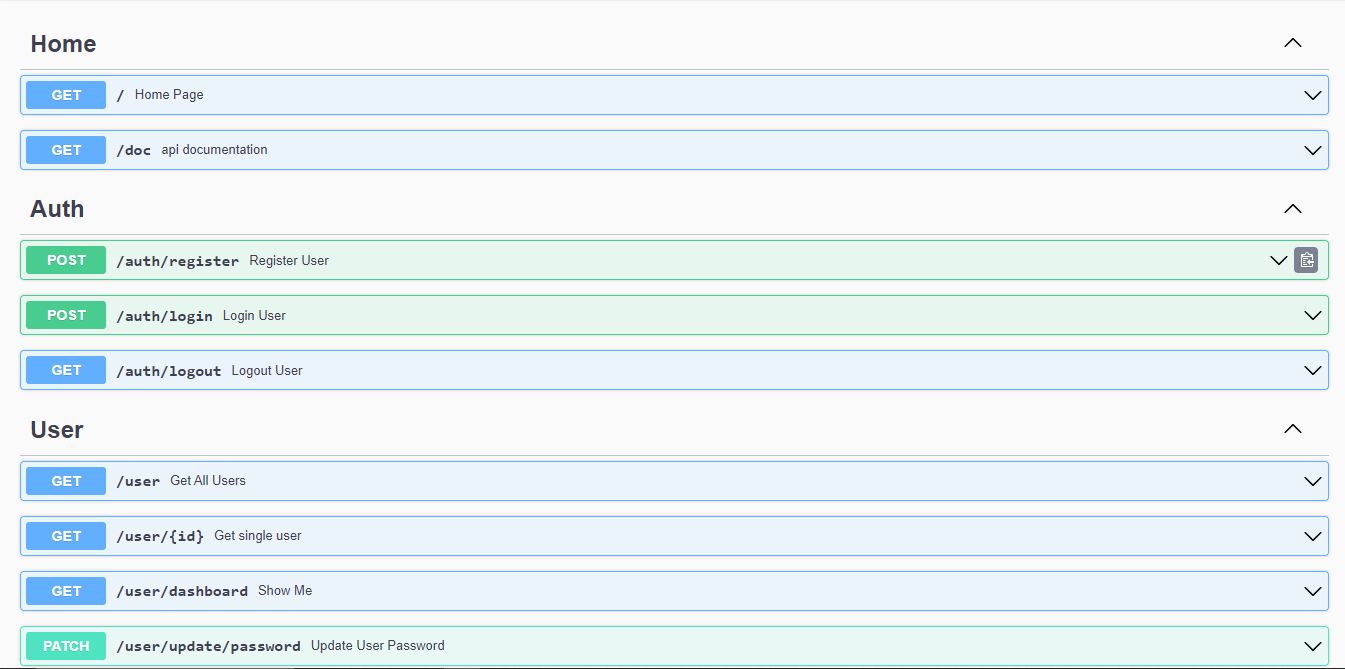 Home
GET / Home Page
GET /doc api documentation
Auth
POST /auth/register Register User
POST /auth/login Login User
GET /auth/logout Logout User
User
GET /user Get All Users
GET /user/{id} Get single user
GET /user/dashboard Show Me
PATCH /user/update/password Update User Password